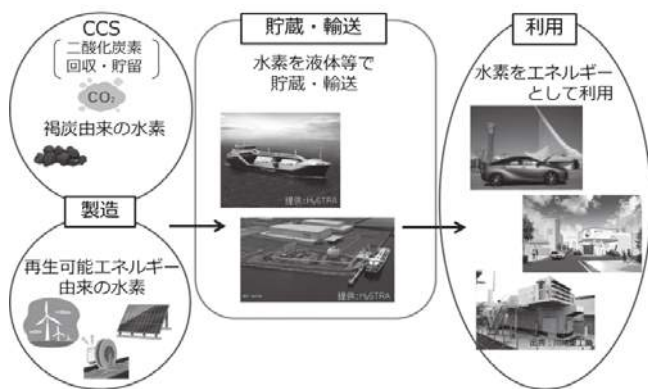 CCS
二酸化炭素
回収・貯留
CO₂
褐炭由来の水素
製造
再生可能エネルギー
由来の水素
貯蔵・輸送
水素を液体等で
貯蔵・輸送
提供:HySTRA
提供:HySTRA
利用
水素をエネルギー
として利用